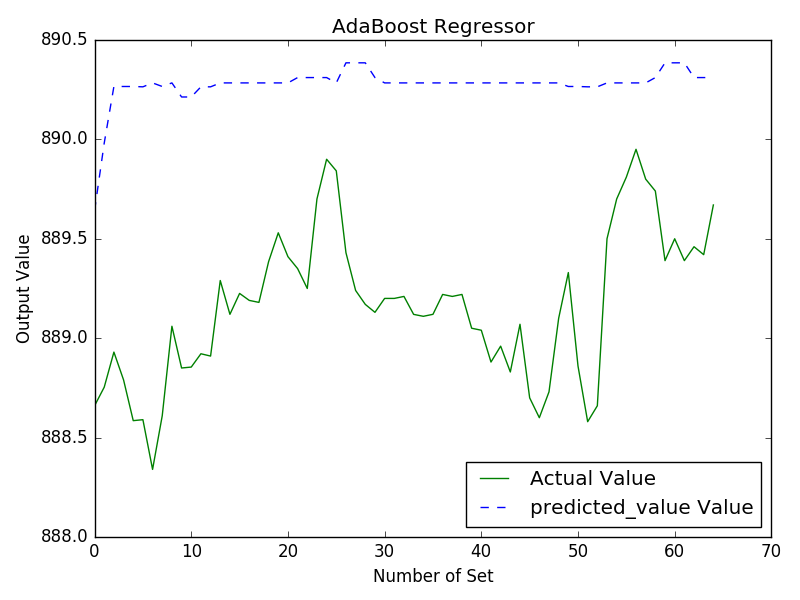 AdaBoost Regressor
890.5
890.0
889.5
889.0
888.5
888.0
Output Value
0 10 20 30 40 50 60 70
Number of Set
Actual Value
predicted_value Value